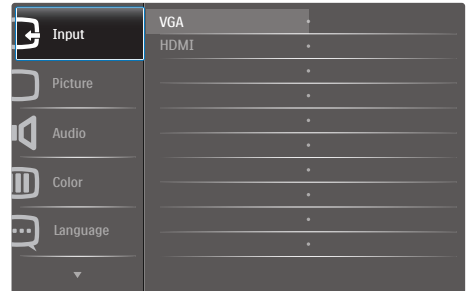 Input
VGA
HDMI
Picture
Audio
Color
Language